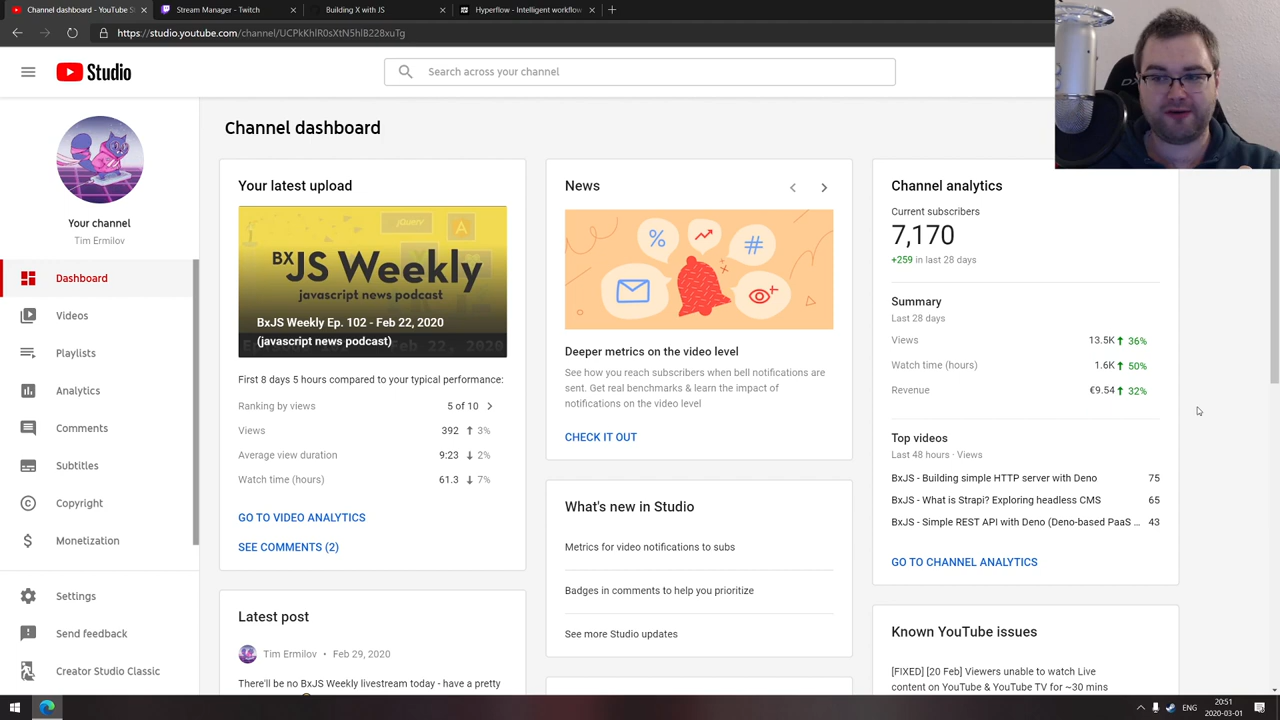 Channel dashboard - YouTube S
Stream Manager - Twitch
Building X with JS
Hyperflow - Intelligent workflow
https://studio.youtube.com/channel/UCPkKhlR0sXtN5hlB228xuTg
Studio
Search across your channel
Your channel
Tim Ermilov
Dashboard
Videos
Playlists
Analytics
Comments
Subtitles
Copyright
Monetization
Settings
Send feedback
Creator Studio Classic
Channel dashboard
Your latest upload
jQuery
BXJS Weekly
javascript news podcast
BxJS Weekly Ep. 102 - Feb 22, 2020
(javascript news podcast)
First 8 days 5 hours compared to your typical performance:
Ranking by views 5 of 10
Views 392 ↑ 3%
Average view duration 9:23 ↓ 2%
Watch time (hours) 61.3 ↓ 7%
GO TO VIDEO ANALYTICS
SEE COMMENTS (2)
Latest post
Tim Ermilov • Feb 29, 2020
There'll be no BxJS Weekly livestream today - have a pretty
News
Deeper metrics on the video level
See how you reach subscribers when bell notifications are
sent. Get real benchmarks & learn the impact of
notifications on the video level
CHECK IT OUT
What's new in Studio
Metrics for video notifications to subs
Badges in comments to help you prioritize
See more Studio updates
Channel analytics
Current subscribers
7,170
+259 in last 28 days
Summary
Last 28 days
Views 13.5K ↑ 36%
Watch time (hours) 1.6K ↑ 50%
Revenue €9.54 ↑ 32%
Top videos
Last 48 hours · Views
BxJS - Building simple HTTP server with Deno 75
BxJS - What is Strapi? Exploring headless CMS 65
BxJS - Simple REST API with Deno (Deno-based PaaS ... 43
GO TO CHANNEL ANALYTICS
Known YouTube issues
[FIXED] [20 Feb] Viewers unable to watch Live
content on YouTube & YouTube TV for ~30 mins
ENG
20:51
2020-03-01